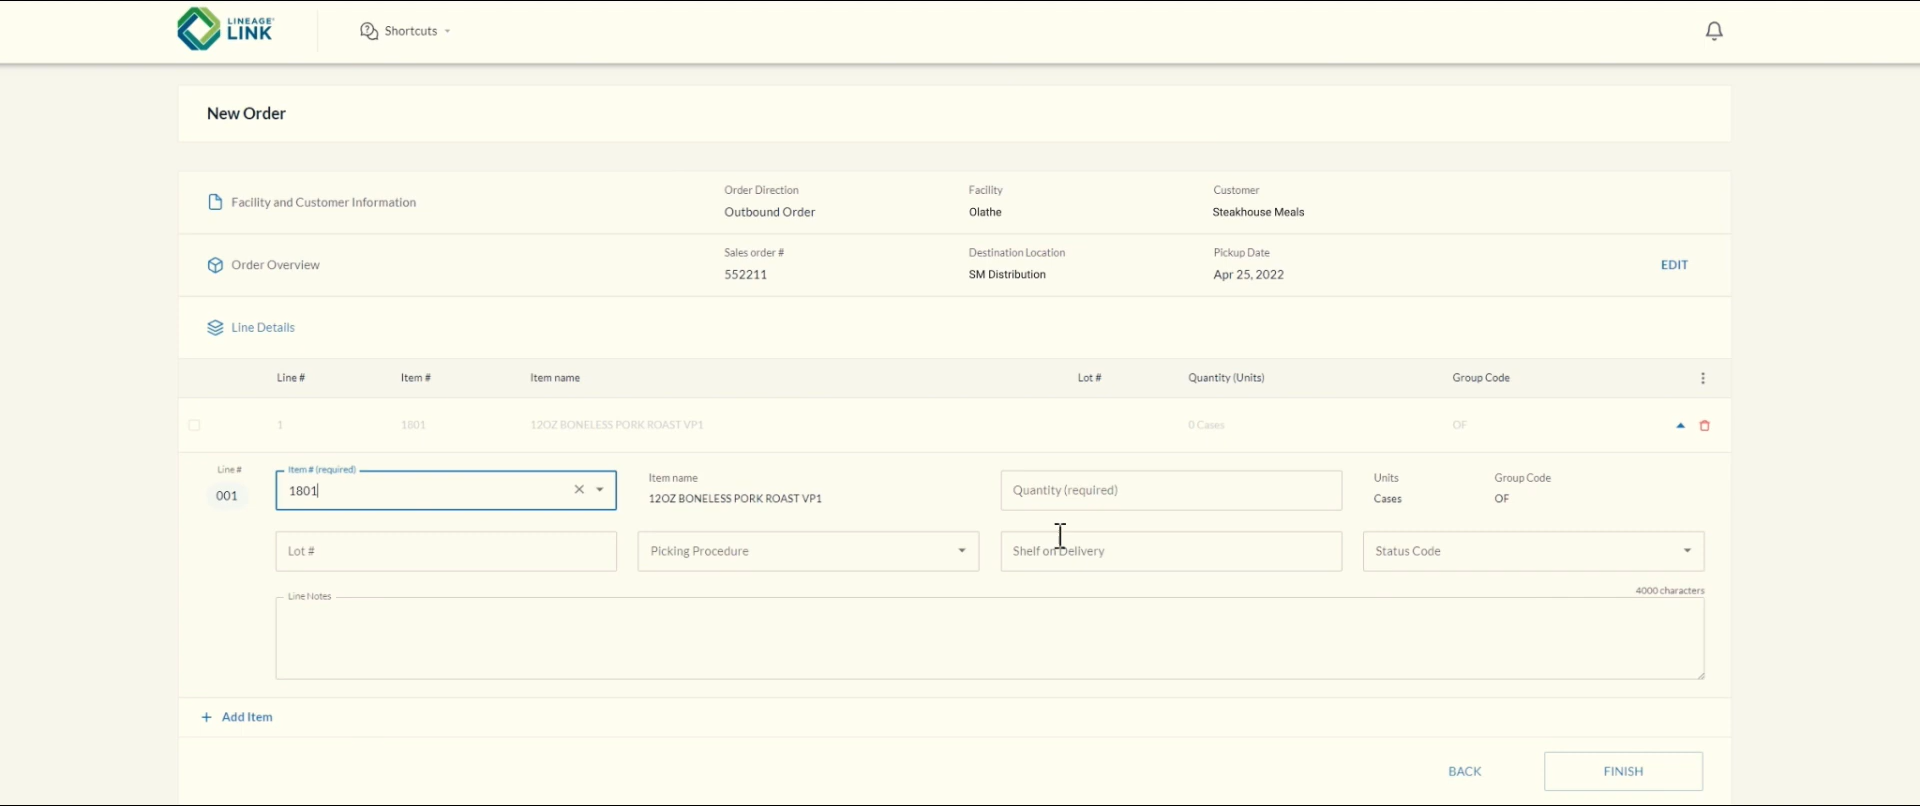 LINEAGE
LINK
Shortcuts
New Order
Facility and Customer Information
Order Direction
Outbound Order
Facility
Olathe
Customer
Steakhouse Meals
Order Overview
Sales order #
552211
Destination Location
SM Distribution
Pickup Date
Apr 25, 2022
EDIT
Line Details
Line # Item # Item name Lot # Quantity (Units) Group Code
1 1801 12OZ BONELESS PORK ROAST VP1 0 Cases OF
Line #
001
Item # (required)
1801
Item name
12OZ BONELESS PORK ROAST VP1
Quantity (required)
Units
Cases
Group Code
OF
Lot #
Picking Procedure
Shelf on Delivery
Status Code
4000 characters
Line Notes
+ Add Item
BACK
FINISH